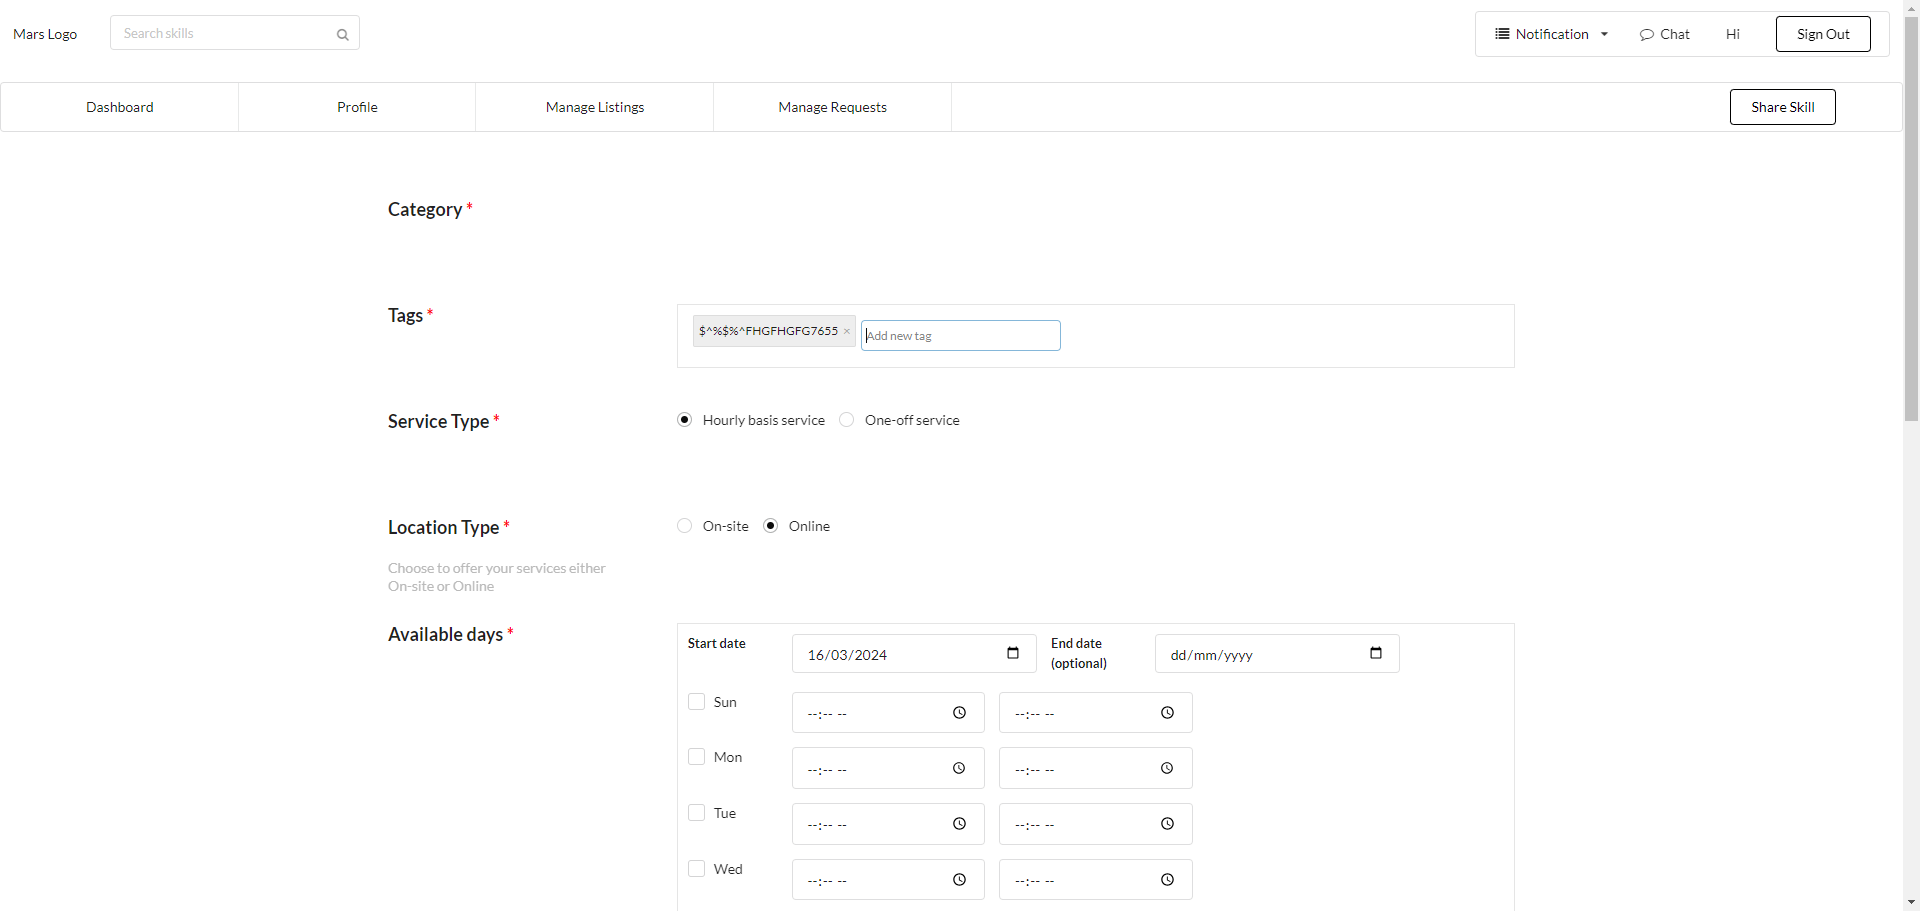 Mars Logo
Search skills
Notification
Chat
Hi
Sign Out
Dashboard
Profile
Manage Listings
Manage Requests
Share Skill
Category *
Tags *
$^%$%^FHGFHGFG7655 ×
Add new tag
Service Type *
Hourly basis service
One-off service
Location Type *
On-site
Online
Choose to offer your services either
On-site or Online
Available days *
Start date
16/03/2024
End date
(optional)
dd/mm/yyyy
Sun
--:-- --
--:-- --
Mon
--:-- --
--:-- --
Tue
--:-- --
--:-- --
Wed
--:-- --
--:-- --